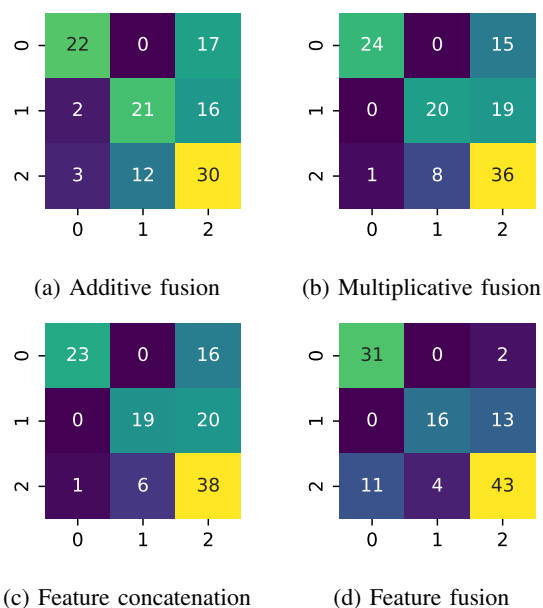 0 22 0 17
1 2 21 16
2 3 12 30
0 1 2
(a) Additive fusion
0 24 0 15
1 0 20 19
2 1 8 36
0 1 2
(b) Multiplicative fusion
0 23 0 16
1 0 19 20
2 1 6 38
0 1 2
(c) Feature concatenation
0 31 0 2
1 0 16 13
2 11 4 43
0 1 2
(d) Feature fusion